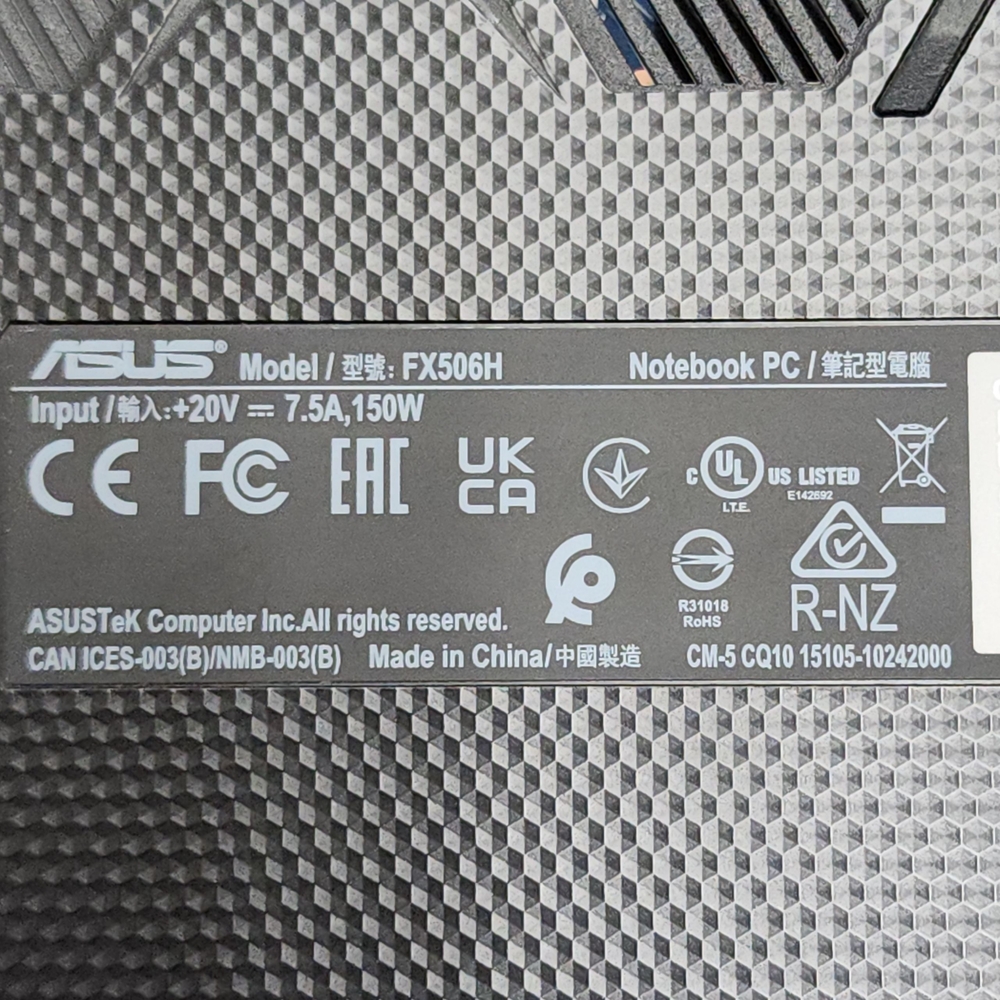 ASUS® Model / 型號: FX506H Notebook PC / 筆記型電腦
Input / 輸入: +20V ⎓ 7.5A,150W
CE FC EAC UK CA c UL US LISTED
I.T.E. E142692
R31018
RoHS
R-NZ
ASUSTeK Computer Inc.All rights reserved.
CAN ICES-003(B)/NMB-003(B) Made in China/中國製造 CM-5 CQ10 15105-10242000